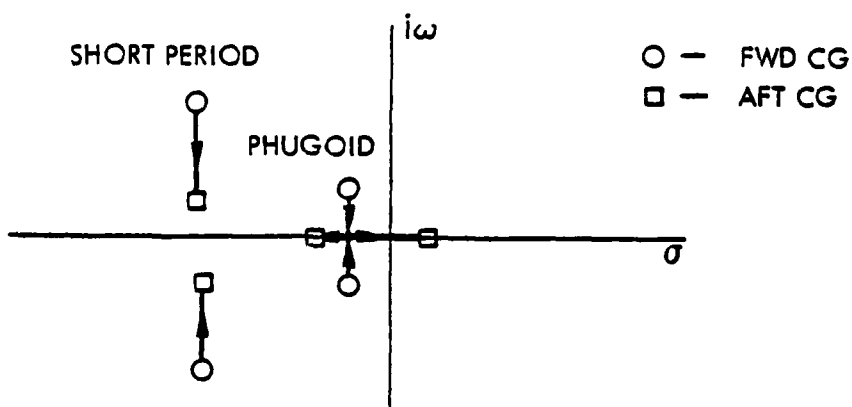 iω
SHORT PERIOD
○ — FWD CG
□ — AFT CG
PHUGOID
σ